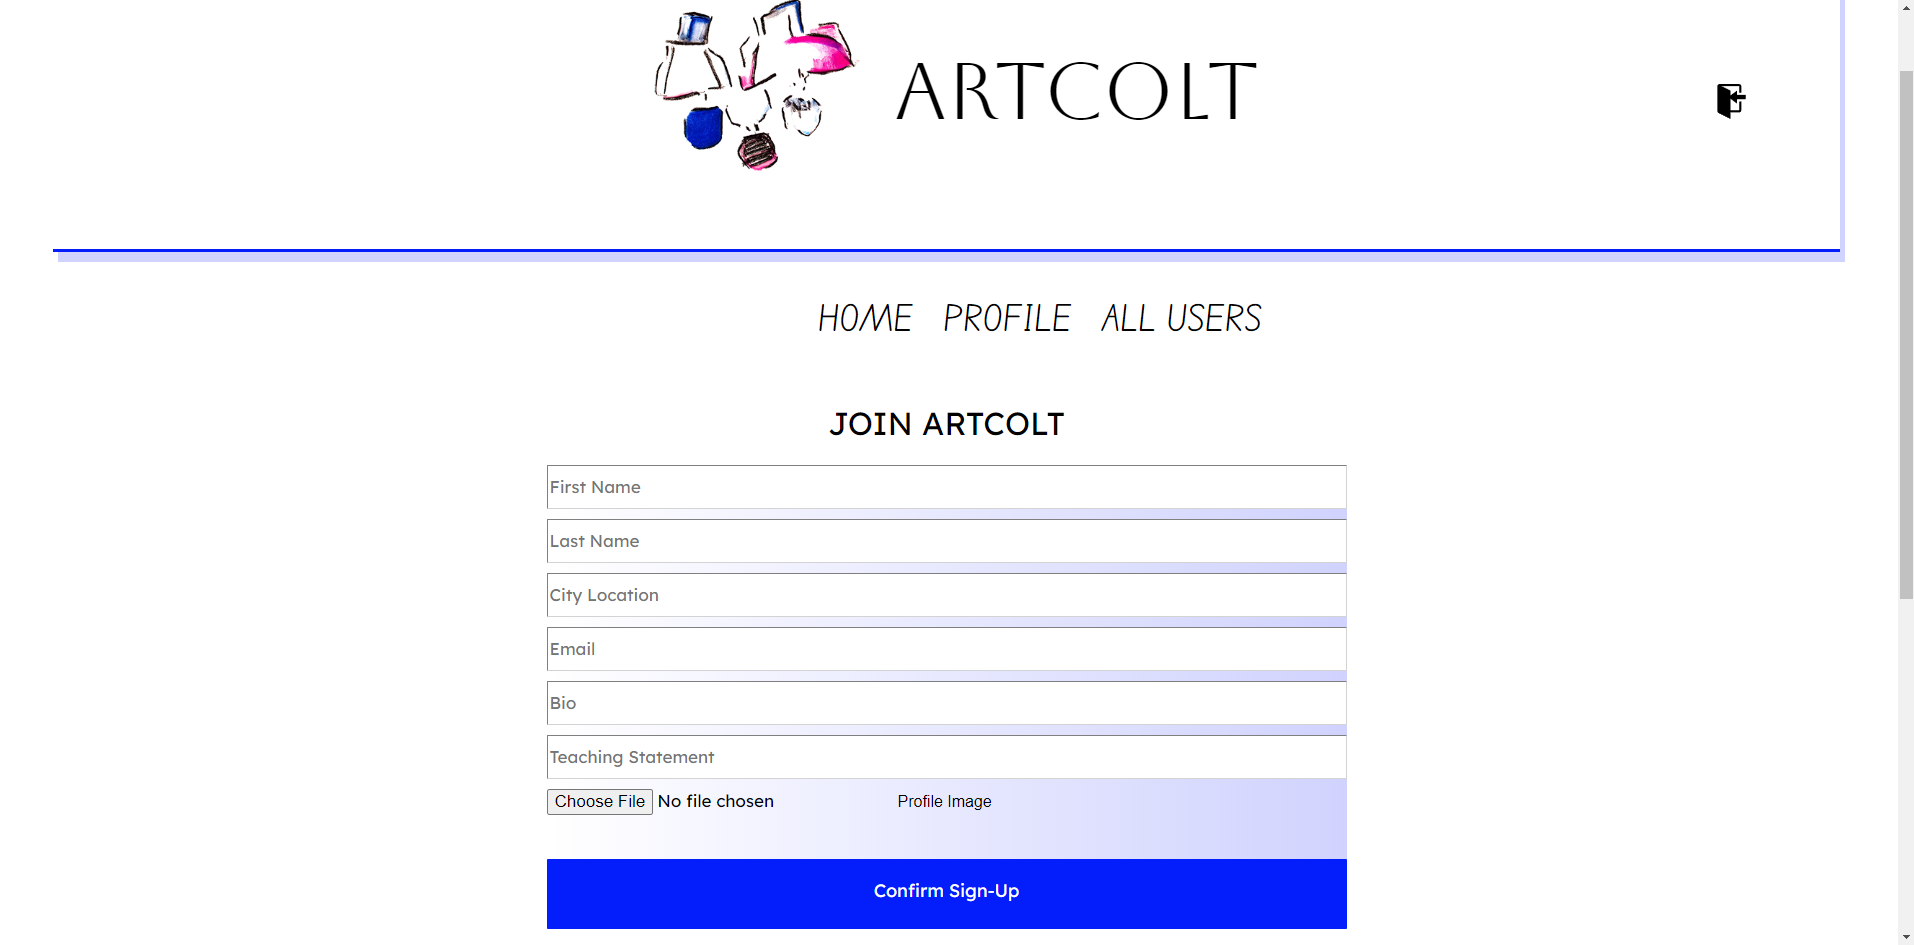 ARTCOLT
HOME PROFILE ALL USERS
JOIN ARTCOLT
First Name
Last Name
City Location
Email
Bio
Teaching Statement
Choose File No file chosen Profile Image
Confirm Sign-Up